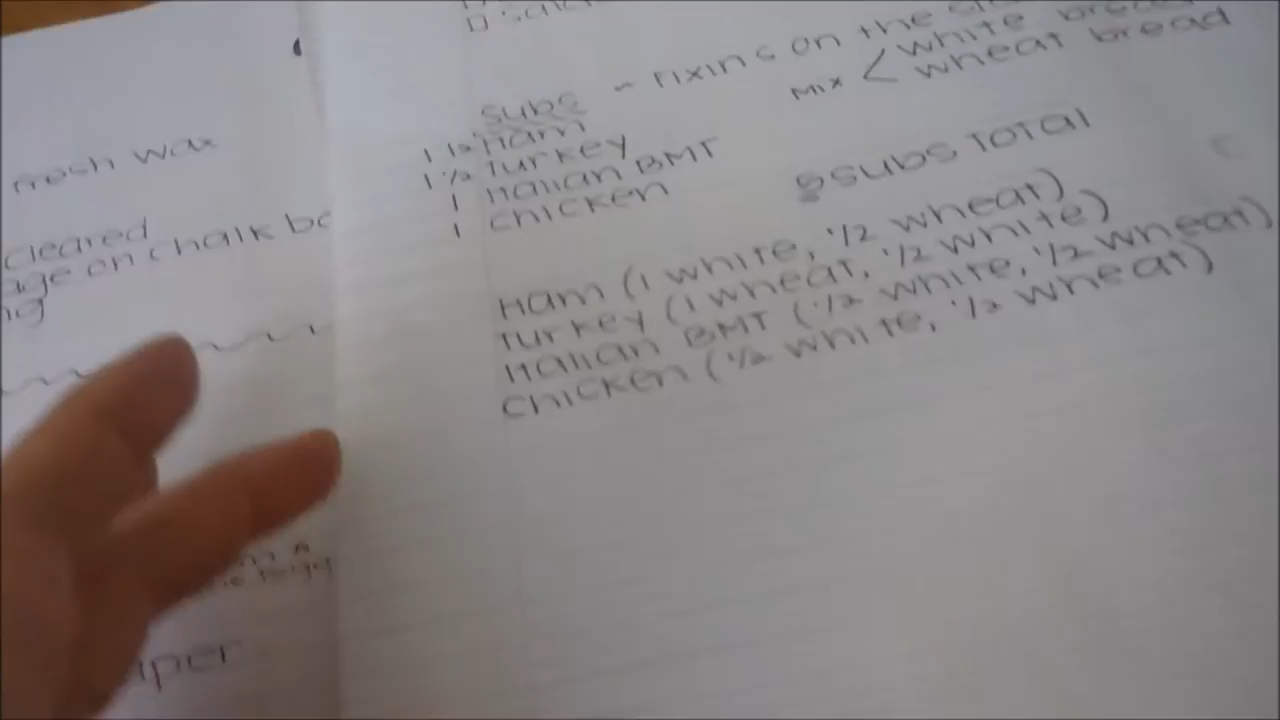 Fresh wax
cleared
age on chalk bo
ng
aper
Subs ~ Fixins on the
Mix < white bread
wheat bread
1 1/2 Ham
1 1/2 Turkey
1 Italian BMT
1 Chicken
5 Subs Total
Ham (1 white, 1/2 wheat)
Turkey (1 wheat, 1/2 white)
Italian BMT (1/2 white, 1/2 wheat)
Chicken (1/2 white, 1/2 wheat)